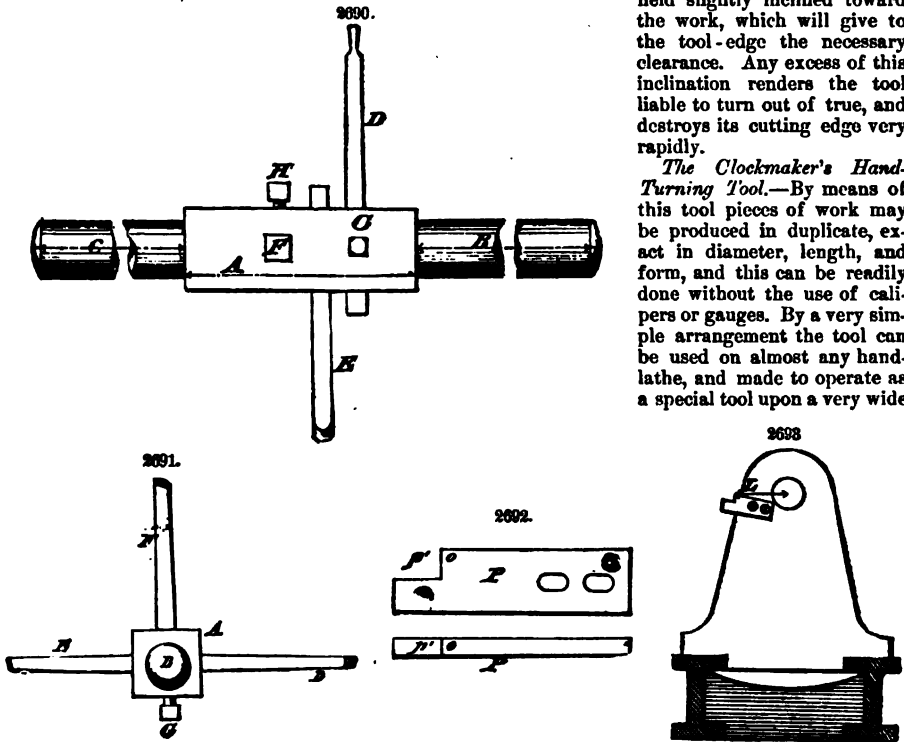 2690.
D
H
G
C
F
B
A
E
held slightly inclined toward
the work, which will give to
the tool-edge the necessary
clearance. Any excess of this
inclination renders the tool
liable to turn out of true, and
destroys its cutting edge very
rapidly.
The Clockmaker's Hand-
Turning Tool.—By means of
this tool pieces of work may
be produced in duplicate, ex-
act in diameter, length, and
form, and this can be readily
done without the use of cali-
pers or gauges. By a very sim-
ple arrangement the tool can
be used on almost any hand-
lathe, and made to operate as
a special tool upon a very wide
2691.
F
A
B
D
G
2692.
P'
O
P
P'
O
P
2693
L